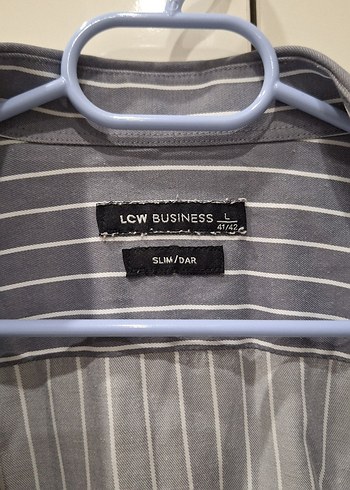 LCW BUSINESS L
41/42
SLIM/DAR